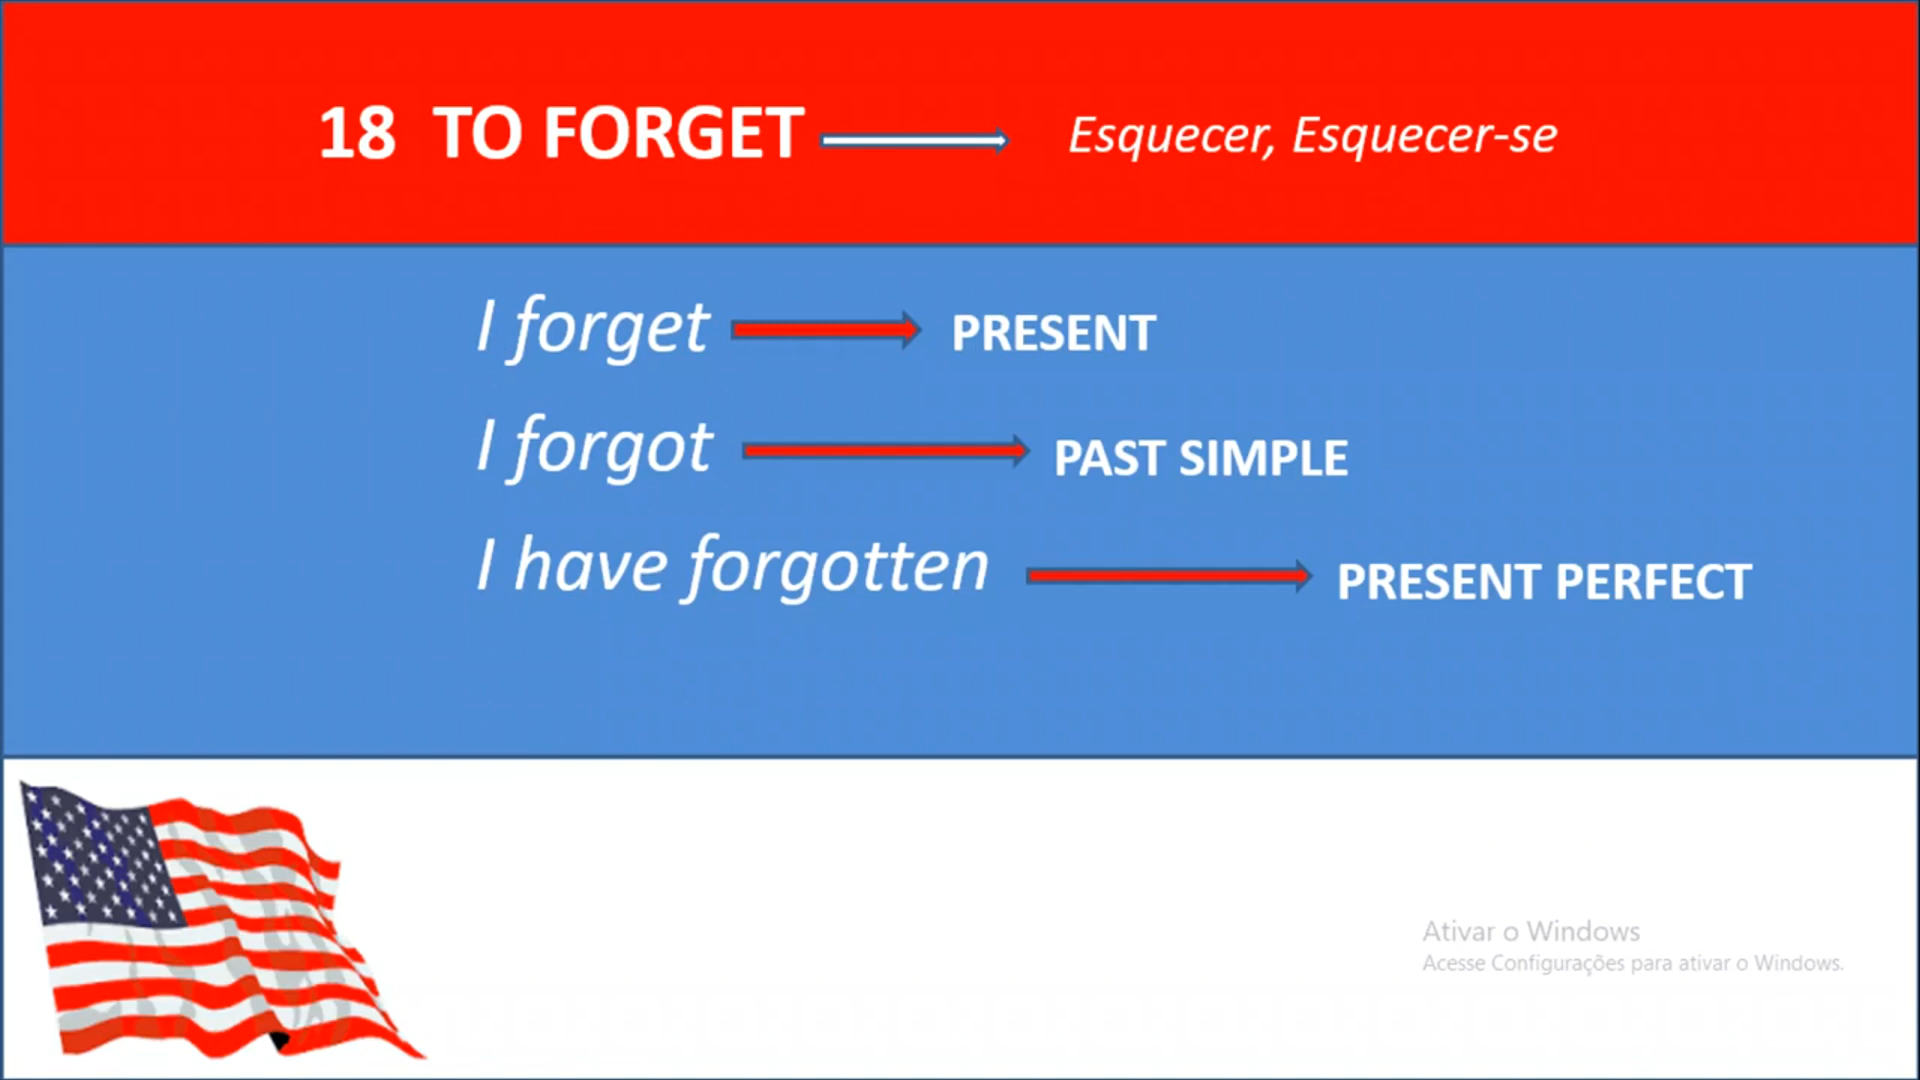 18 TO FORGET Esquecer, Esquecer-se
I forget PRESENT
I forgot PAST SIMPLE
I have forgotten PRESENT PERFECT
Ativar o Windows
Acesse Configurações para ativar o Windows.